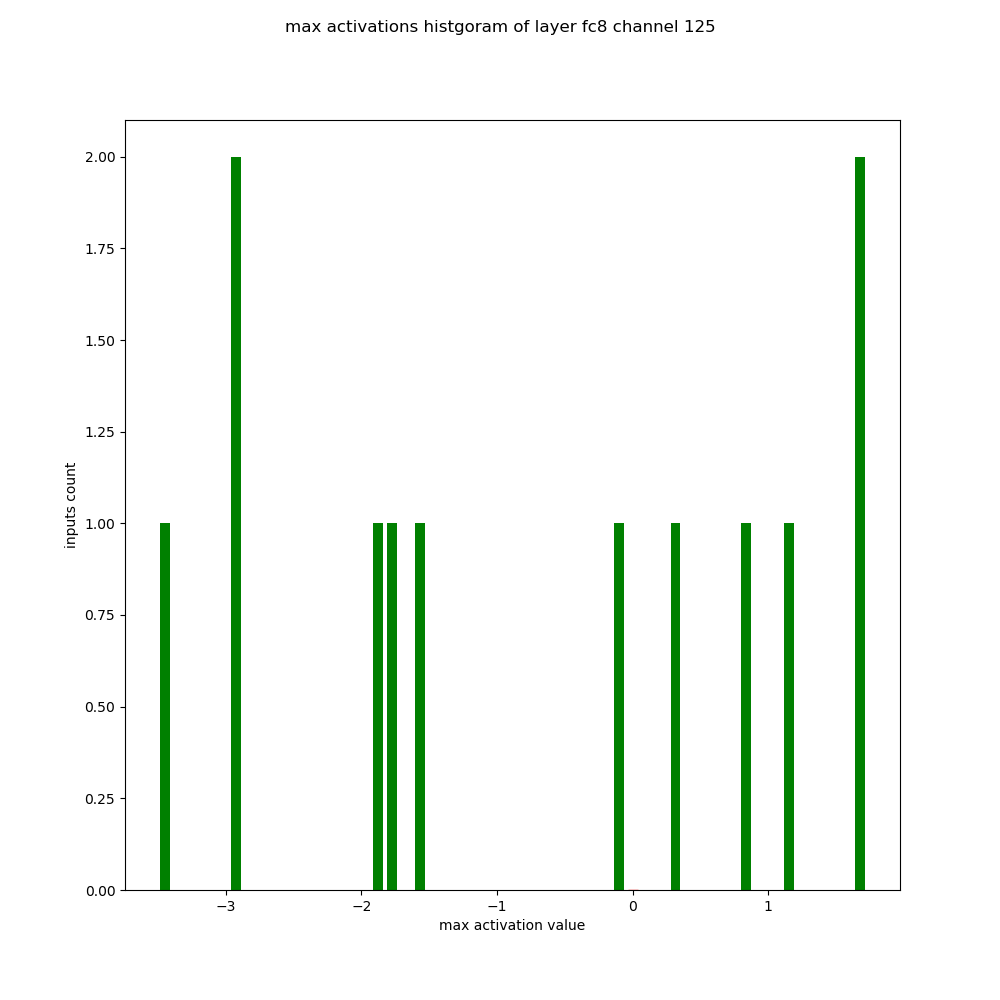 max activations histgoram of layer fc8 channel 125
2.00
1.75
1.50
1.25
1.00
0.75
0.50
0.25
0.00
inputs count
−3 −2 −1 0 1
max activation value